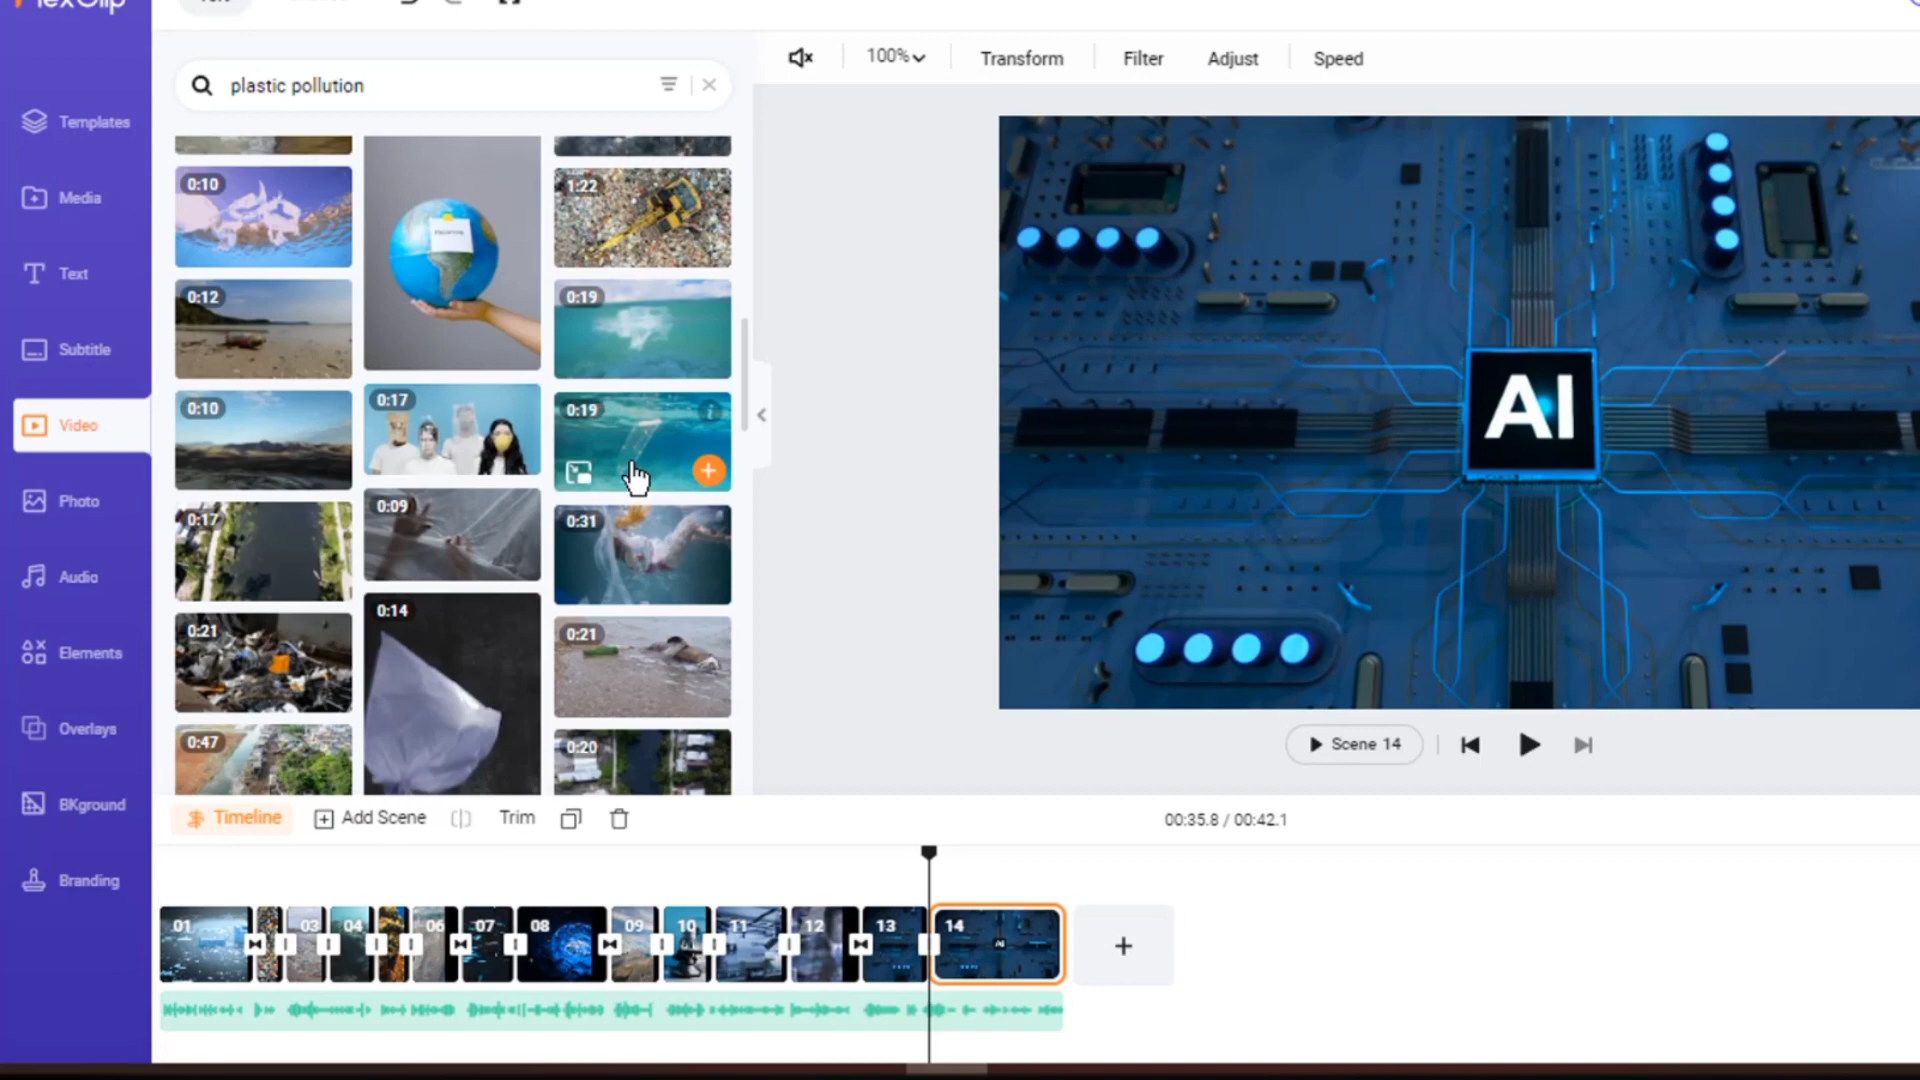 FlexClip
100%
Transform
Filter
Adjust
Speed
plastic pollution
Templates
Media
Text
Subtitle
Video
Photo
Audio
Elements
Overlays
BKground
Branding
0:10
1:22
0:12
0:19
0:10
0:17
0:19
0:17
0:09
0:31
0:21
0:14
0:21
0:47
0:20
AI
Scene 14
Timeline
Add Scene
Trim
00:35.8 / 00:42.1
01
03
04
06
07
08
09
10
11
12
13
14
AI